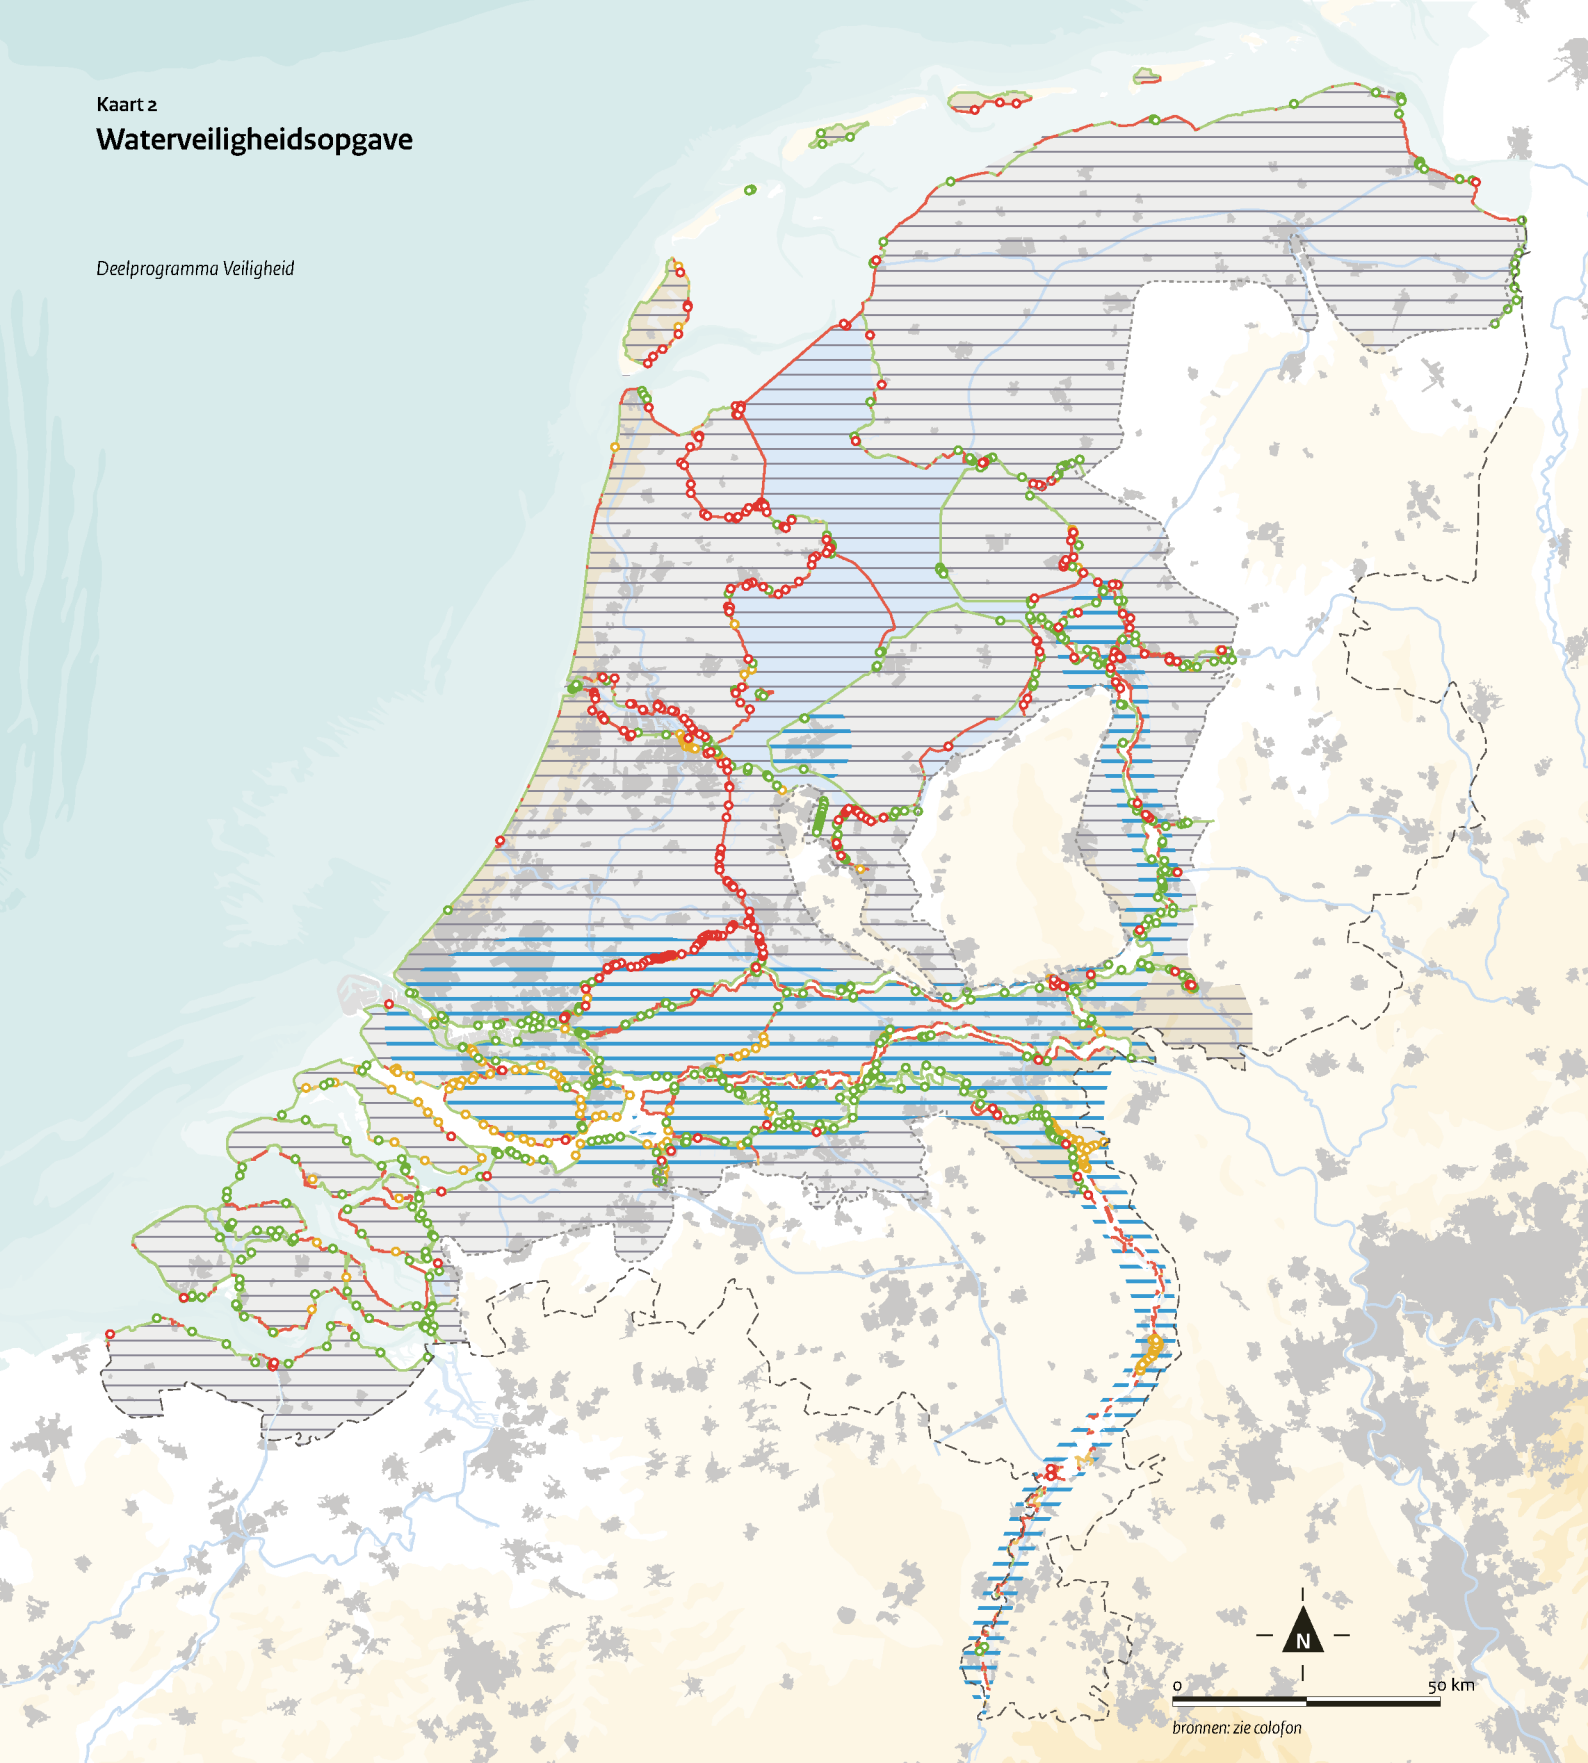 Kaart 2
Waterveiligheidsopgave
Deelprogramma Veiligheid
N
0 50 km
bronnen: zie colofon